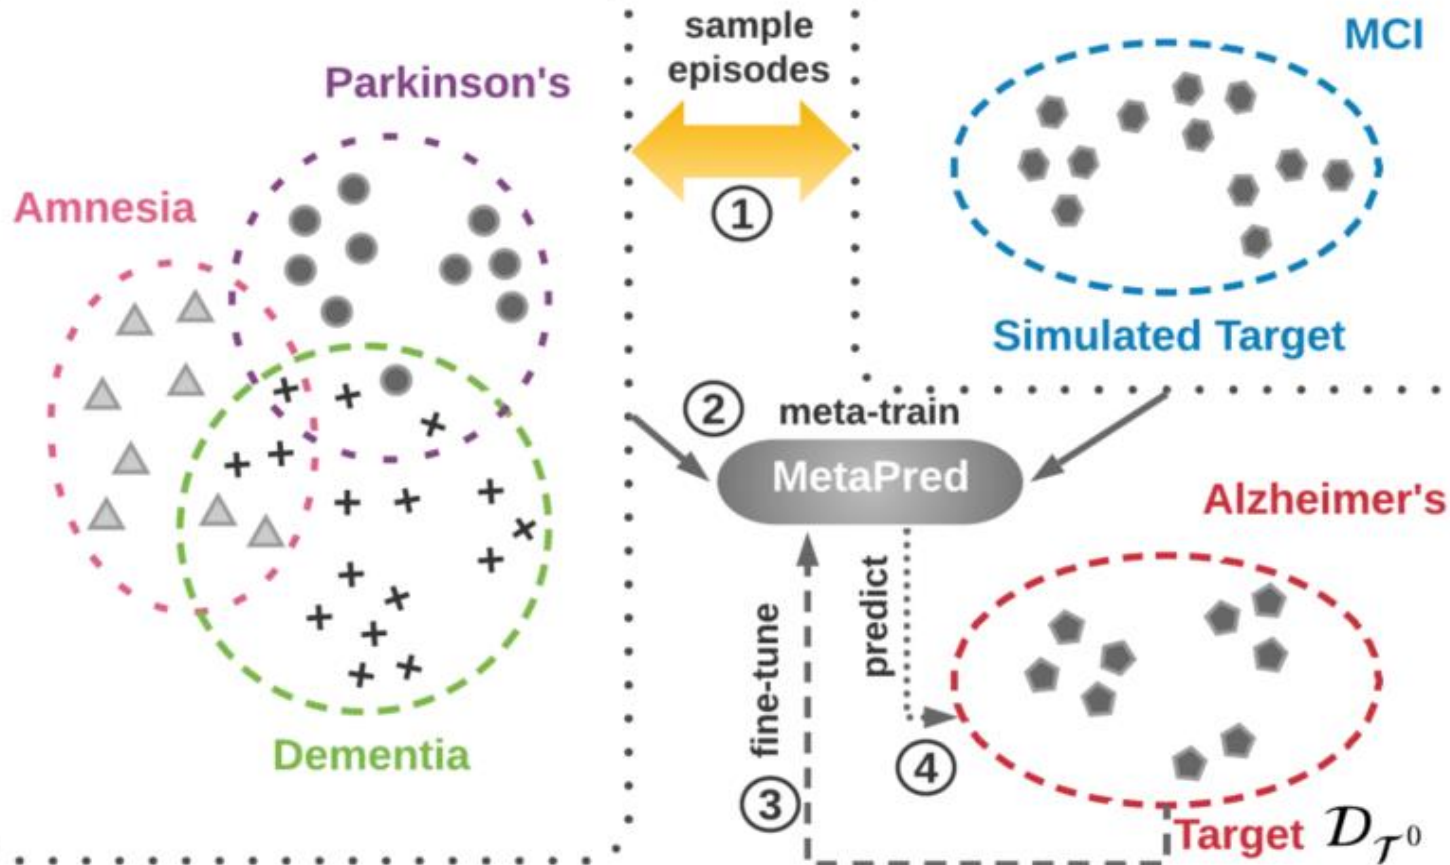 sample
episodes
MCI
Parkinson's
Amnesia
1
Simulated Target
2
meta-train
MetaPred
Alzheimer's
predict
fine-tune
Dementia
4
3
Target 𝒟_𝒯⁰